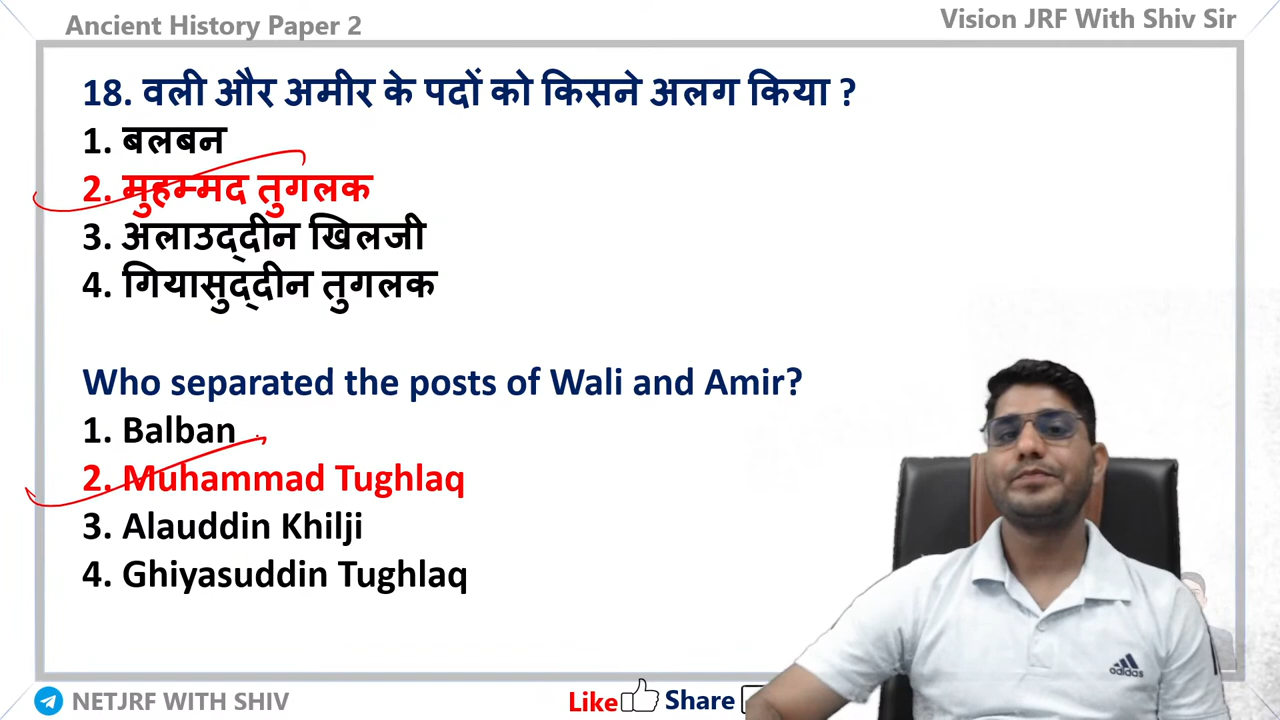 Ancient History Paper 2
Vision JRF With Shiv Sir
18. वली और अमीर के पदों को किसने अलग किया ?
1. बलबन
2. मुहम्मद तुगलक
3. अलाउद्दीन खिलजी
4. गियासुद्दीन तुगलक
Who separated the posts of Wali and Amir?
1. Balban
2. Muhammad Tughlaq
3. Alauddin Khilji
4. Ghiyasuddin Tughlaq
adidas
NETJRF WITH SHIV
Like Share